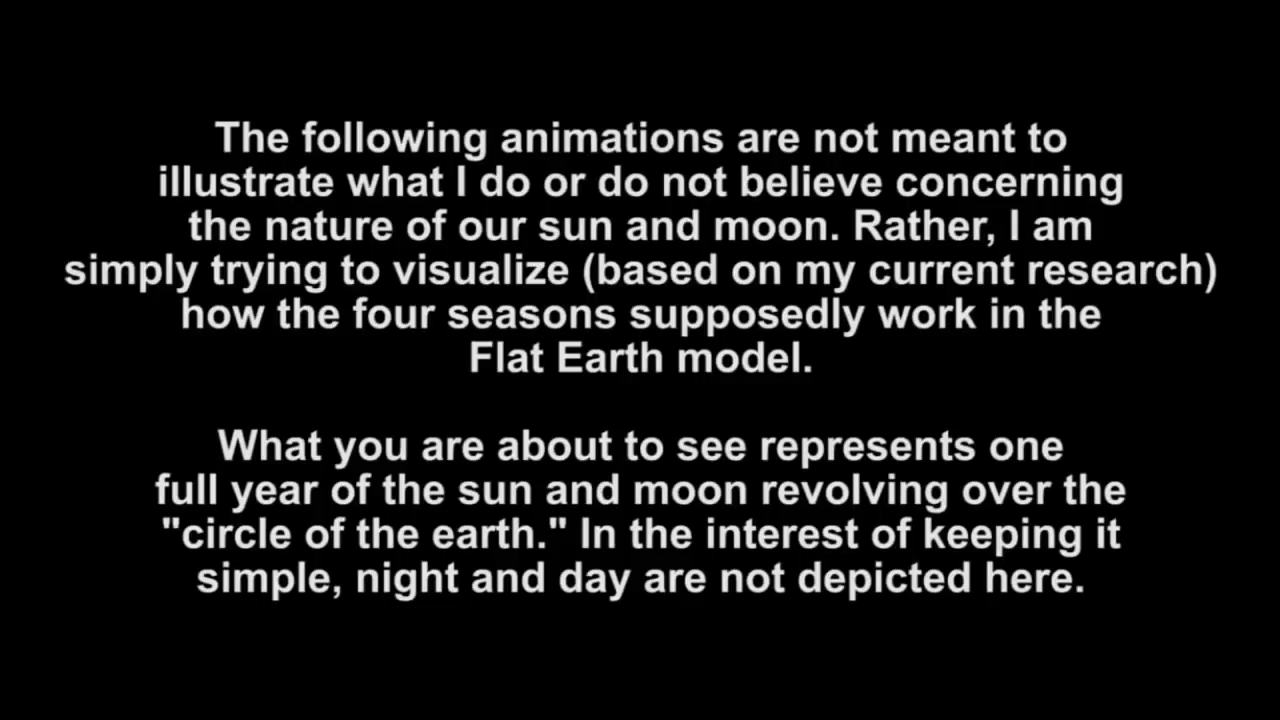 The following animations are not meant to
illustrate what I do or do not believe concerning
the nature of our sun and moon. Rather, I am
simply trying to visualize (based on my current research)
how the four seasons supposedly work in the
Flat Earth model.
What you are about to see represents one
full year of the sun and moon revolving over the
"circle of the earth." In the interest of keeping it
simple, night and day are not depicted here.